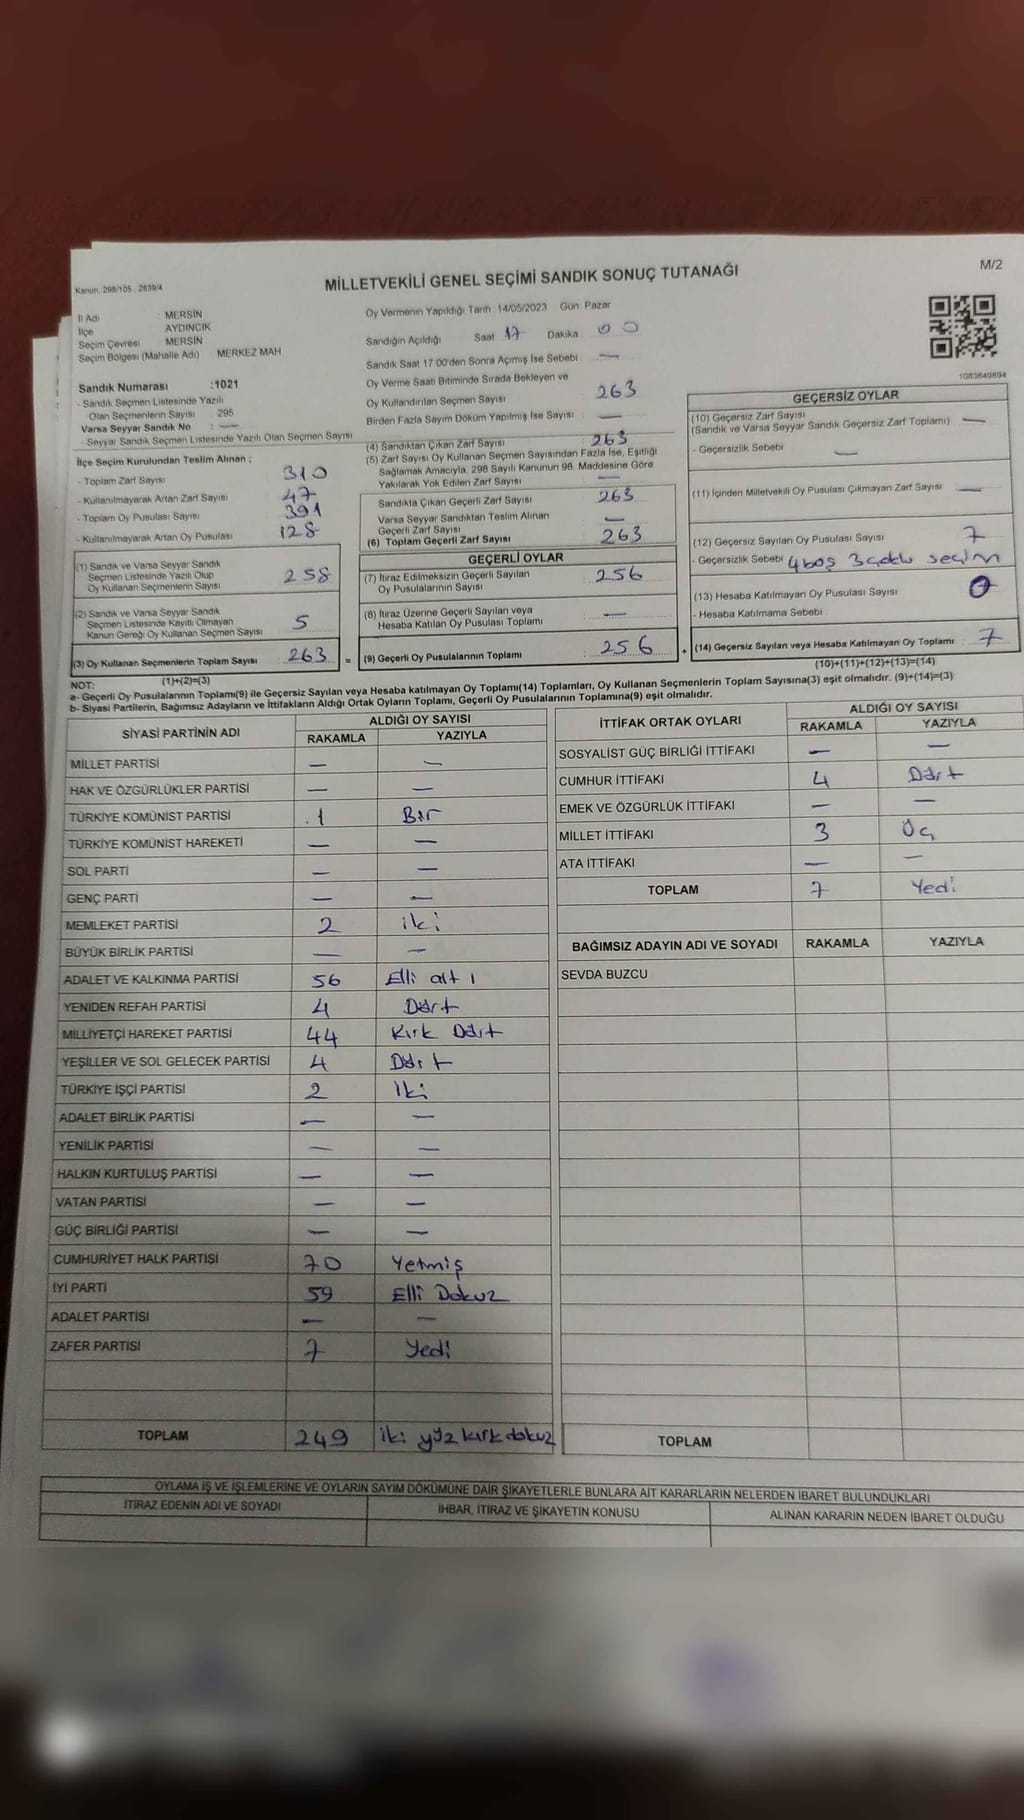 Kanun, 298/105 , 2839/4
MİLLETVEKİLİ GENEL SEÇİMİ SANDIK SONUÇ TUTANAĞI
M/2
İl Adı : MERSİN
İlçe : AYDINCIK
Seçim Çevresi : MERSİN
Seçim Bölgesi (Mahalle Adı) : MERKEZ MAH
Sandık Numarası :1021
- Sandık Seçmen Listesinde Yazılı
Olan Seçmenlerin Sayısı : 295
Varsa Seyyar Sandık No : —
- Seyyar Sandık Seçmen Listesinde Yazılı Olan Seçmen Sayısı
İlçe Seçim Kurulundan Teslim Alınan :
- Toplam Zarf Sayısı : 310
- Kullanılmayarak Artan Zarf Sayısı : 47
- Toplam Oy Pusulası Sayısı : 391
- Kullanılmayarak Artan Oy Pusulası : 128
(1) Sandık ve Varsa Seyyar Sandık
Seçmen Listesinde Yazılı Olup
Oy Kullanan Seçmenlerin Sayısı : 258
(2) Sandık ve Varsa Seyyar Sandık
Seçmen Listesinde Kayıtlı Olmayan
Kanun Gereği Oy Kullanan Seçmen Sayısı : 5
(3) Oy Kullanan Seçmenlerin Toplam Sayısı : 263 =
(1)+(2)=(3)
Oy Vermenin Yapıldığı Tarih :14/05/2023 Gün: Pazar
Sandığın Açıldığı Saat : 17 Dakika : 00
Sandık Saat 17.00'den Sonra Açımış İse Sebebi : —
Oy Verme Saati Bitiminde Sırada Bekleyen ve
Oy Kullandırılan Seçmen Sayısı : 263
Birden Fazla Sayım Döküm Yapılmış İse Sayısı : —
(4) Sandıktan Çıkan Zarf Sayısı : 263
(5) Zarf Sayısı Oy Kullanan Seçmen Sayısından Fazla İse, Eşitliği
Sağlamak Amacıyla, 298 Sayılı Kanunun 98. Maddesine Göre
Yakılarak Yok Edilen Zarf Sayısı : —
Sandıkta Çıkan Geçerli Zarf Sayısı : 263
Varsa Seyyar Sandıktan Teslim Alınan
Geçerli Zarf Sayısı : —
(6) Toplam Geçerli Zarf Sayısı : 263
GEÇERLİ OYLAR
(7) İtiraz Edilmeksizin Geçerli Sayılan
Oy Pusulalarının Sayısı : 256
(8) İtiraz Üzerine Geçerli Sayılan veya
Hesaba Katılan Oy Pusulası Toplamı : —
(9) Geçerli Oy Pusulalarının Toplamı : 256 +
1083649894
GEÇERSİZ OYLAR
(10) Geçersiz Zarf Sayısı
(Sandık ve Varsa Seyyar Sandık Geçersiz Zarf Toplamı) : —
- Geçersizlik Sebebi : —
(11) İçinden Milletvekili Oy Pusulası Çıkmayan Zarf Sayısı : —
(12) Geçersiz Sayılan Oy Pusulası Sayısı : 7
- Geçersizlik Sebebi : 4 boş 3 çoklu seçim
(13) Hesaba Katılmayan Oy Pusulası Sayısı : 0
- Hesaba Katılmama Sebebi :
(14) Geçersiz Sayılan veya Hesaba Katılmayan Oy Toplamı : 7
(10)+(11)+(12)+(13)=(14)
NOT:
a- Geçerli Oy Pusulalarının Toplamı(9) ile Geçersiz Sayılan veya Hesaba katılmayan Oy Toplamı(14) Toplamları, Oy Kullanan Seçmenlerin Toplam Sayısına(3) eşit olmalıdır. (9)+(14)=(3)
b- Siyasi Partilerin, Bağımsız Adayların ve İttifakların Aldığı Ortak Oyların Toplamı, Geçerli Oy Pusulalarının Toplamına(9) eşit olmalıdır.
SİYASİ PARTİNİN ADI ALDIĞI OY SAYISI
RAKAMLA YAZIYLA
MİLLET PARTİSİ — —
HAK VE ÖZGÜRLÜKLER PARTİSİ — —
TÜRKİYE KOMÜNİST PARTİSİ 1 Bir
TÜRKİYE KOMÜNİST HAREKETİ — —
SOL PARTİ — —
GENÇ PARTİ — —
MEMLEKET PARTİSİ 2 iki
BÜYÜK BİRLİK PARTİSİ — —
ADALET VE KALKINMA PARTİSİ 56 Elli altı
YENİDEN REFAH PARTİSİ 4 Dört
MİLLİYETÇİ HAREKET PARTİSİ 44 Kırk Dört
YEŞİLLER VE SOL GELECEK PARTİSİ 4 Dört
TÜRKİYE İŞÇİ PARTİSİ 2 İki
ADALET BİRLİK PARTİSİ — —
YENİLİK PARTİSİ — —
HALKIN KURTULUŞ PARTİSİ — —
VATAN PARTİSİ — —
GÜÇ BİRLİĞİ PARTİSİ — —
CUMHURİYET HALK PARTİSİ 70 Yetmiş
İYİ PARTİ 59 Elli Dokuz
ADALET PARTİSİ — —
ZAFER PARTİSİ 7 Yedi
TOPLAM 249 iki yüz kırk dokuz
İTTİFAK ORTAK OYLARI ALDIĞI OY SAYISI
RAKAMLA YAZIYLA
SOSYALİST GÜÇ BİRLİĞİ İTTİFAKI — —
CUMHUR İTTİFAKI 4 Dört
EMEK VE ÖZGÜRLÜK İTTİFAKI — —
MİLLET İTTİFAKI 3 Üç
ATA İTTİFAKI — —
TOPLAM 7 Yedi
BAĞIMSIZ ADAYIN ADI VE SOYADI RAKAMLA YAZIYLA
SEVDA BUZCU
TOPLAM
OYLAMA İŞ VE İŞLEMLERİNE VE OYLARIN SAYIM DÖKÜMÜNE DAİR ŞİKAYETLERLE BUNLARA AİT KARARLARIN NELERDEN İBARET BULUNDUKLARI
İTİRAZ EDENİN ADI VE SOYADI İHBAR, İTİRAZ VE ŞİKAYETİN KONUSU ALINAN KARARIN NEDEN İBARET OLDUĞU